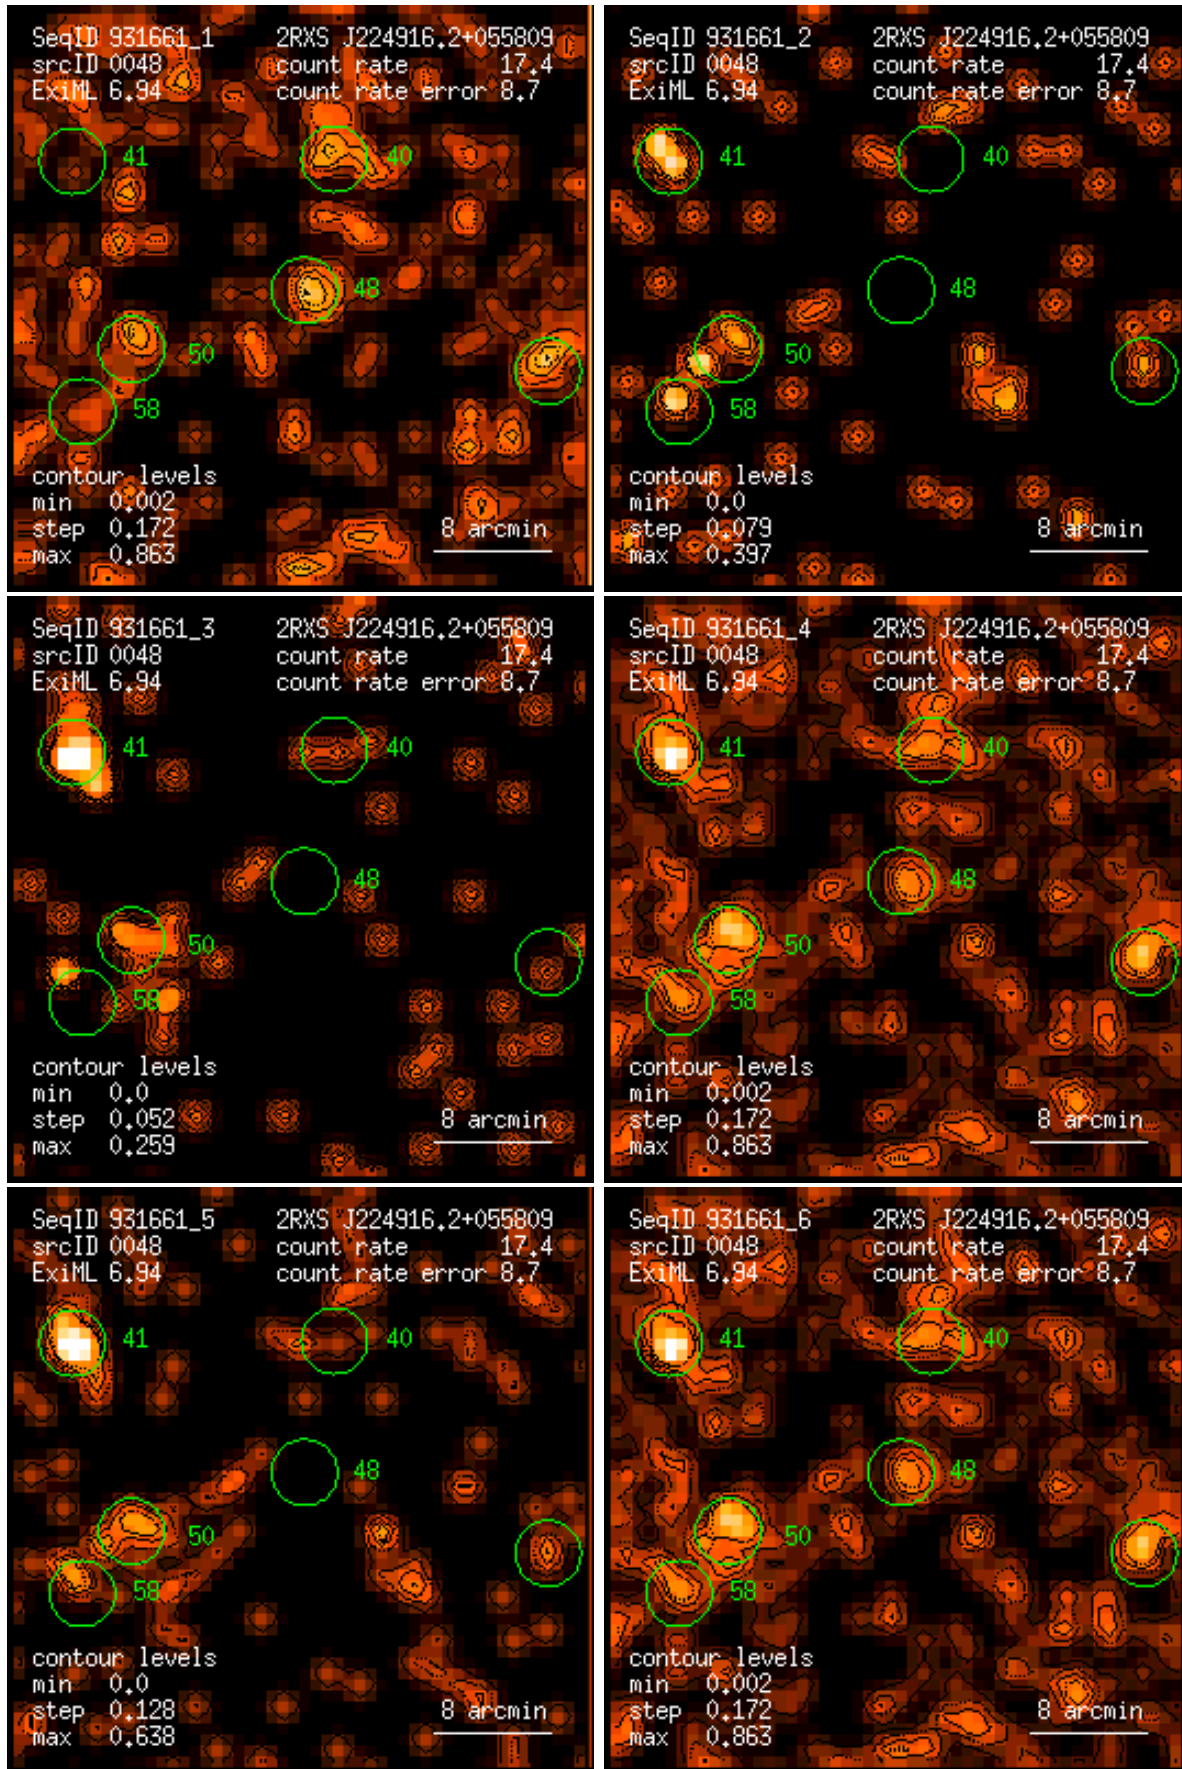 SeqID 931661_1 2RXS J224916.2+055809
srcID 0048 count rate 17.4
ExiML 6.94 count rate error 8.7
41 40
48
50
58
contour levels
min 0.002
step 0.172 8 arcmin
max 0.863
SeqID 931661_2 2RXS J224916.2+055809
srcID 0048 count rate 17.4
ExiML 6.94 count rate error 8.7
41 40
48
50
58
contour levels
min 0.0
step 0.079 8 arcmin
max 0.397
SeqID 931661_3 2RXS J224916.2+055809
srcID 0048 count rate 17.4
ExiML 6.94 count rate error 8.7
41 40
48
50
58
contour levels
min 0.0
step 0.052 8 arcmin
max 0.259
SeqID 931661_4 2RXS J224916.2+055809
srcID 0048 count rate 17.4
ExiML 6.94 count rate error 8.7
41 40
48
50
58
contour levels
min 0.002
step 0.172 8 arcmin
max 0.863
SeqID 931661_5 2RXS J224916.2+055809
srcID 0048 count rate 17.4
ExiML 6.94 count rate error 8.7
41 40
48
50
58
contour levels
min 0.0
step 0.128 8 arcmin
max 0.638
SeqID 931661_6 2RXS J224916.2+055809
srcID 0048 count rate 17.4
ExiML 6.94 count rate error 8.7
41 40
48
50
58
contour levels
min 0.002
step 0.172 8 arcmin
max 0.863